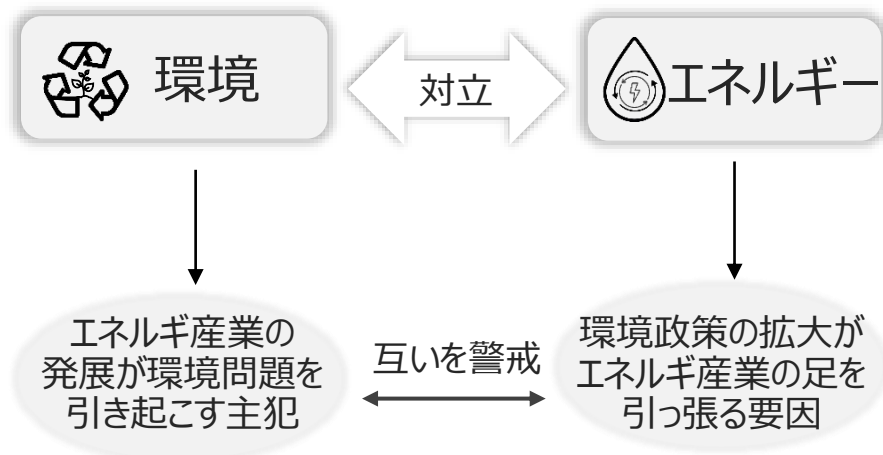 環境
対立
エネルギー
エネルギ産業の
発展が環境問題を
引き起こす主犯
互いを警戒
環境政策の拡大が
エネルギ産業の足を
引っ張る要因